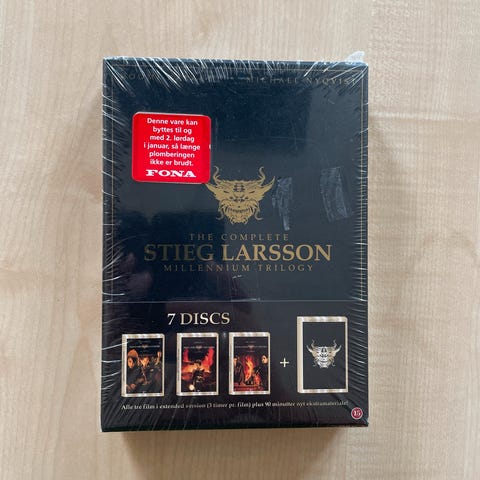 MICHAEL NYQVIST
Denne vare kan
byttes til og
med 2. lørdag
i januar, så længe
plomberingen
ikke er brudt.
FONA
THE COMPLETE
STIEG LARSSON
MILLENNIUM TRILOGY
7 DISCS
+
Alle tre film i extended version (3 timer pr. film) plus 90 minutter nyt ekstramateriale!
15